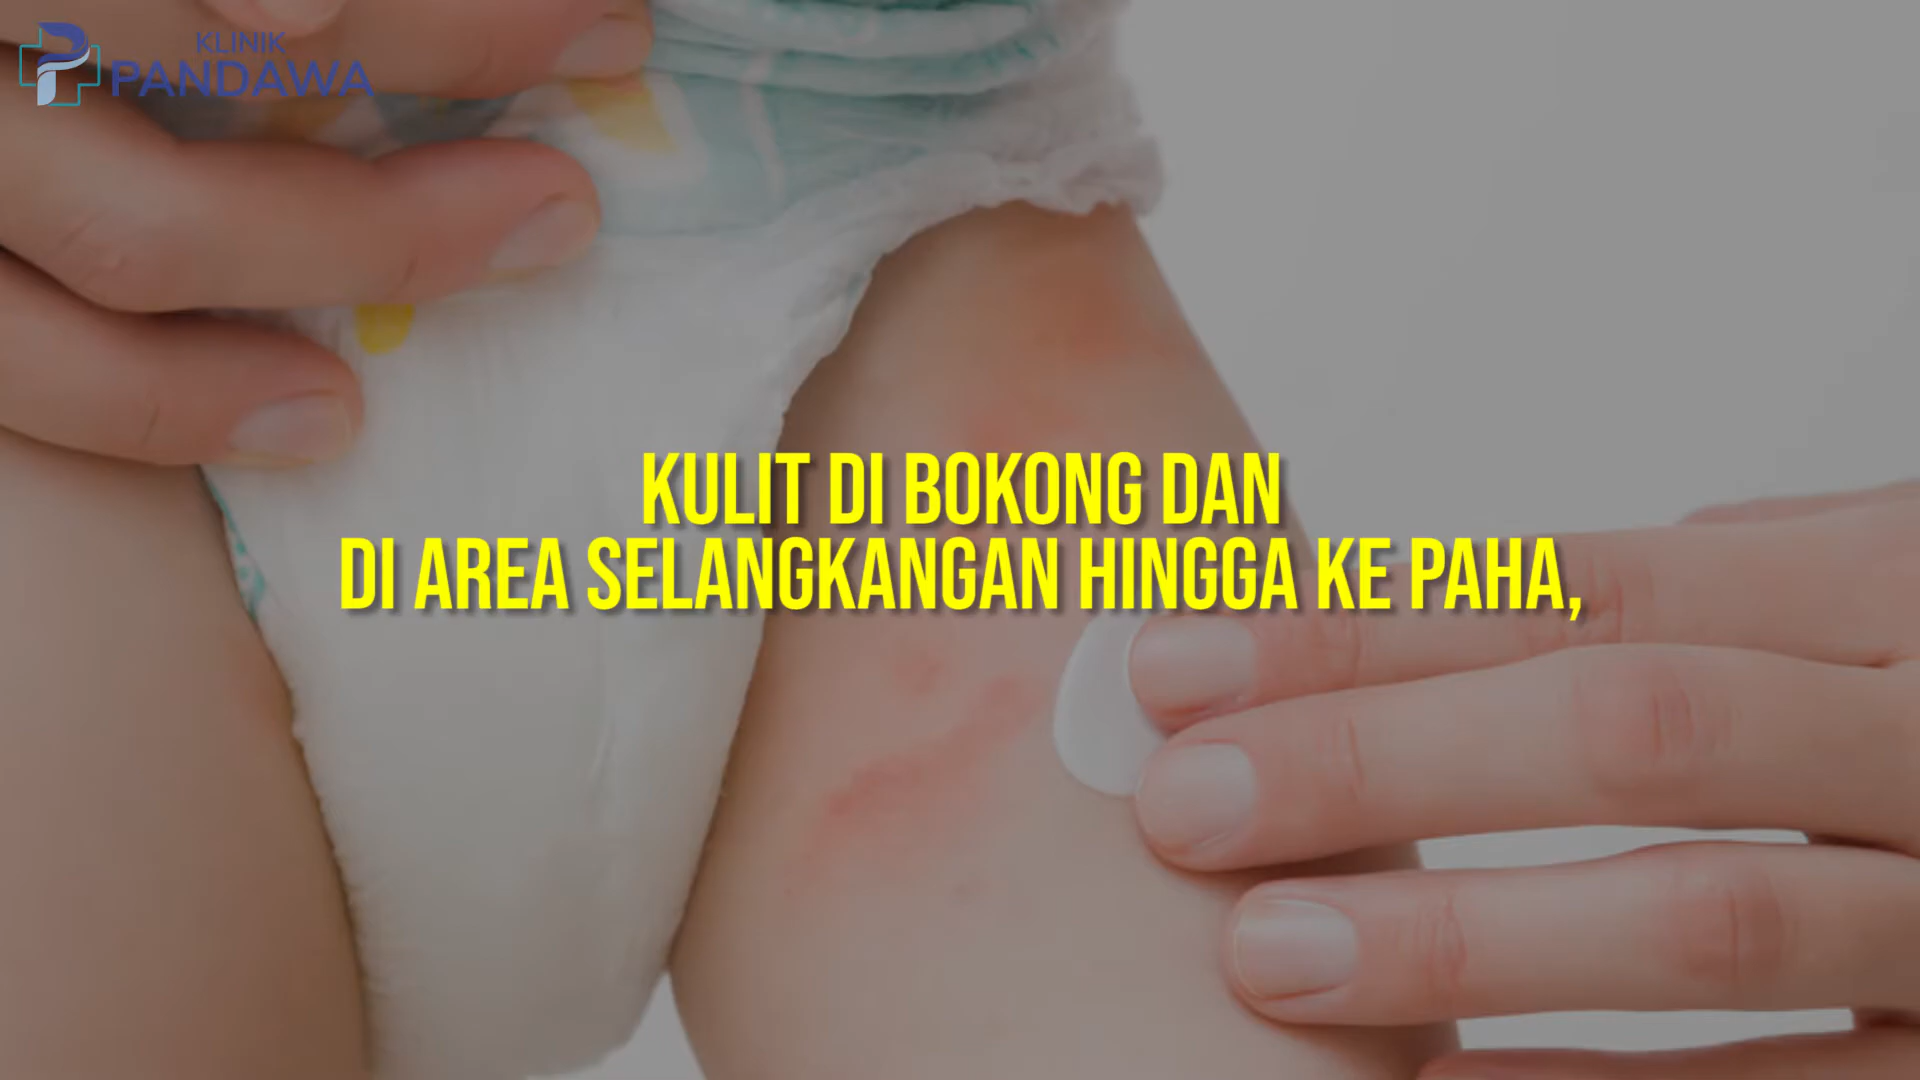 KLINIK
PANDAWA
KULIT DI BOKONG DAN
DI AREA SELANGKANGAN HINGGA KE PAHA,